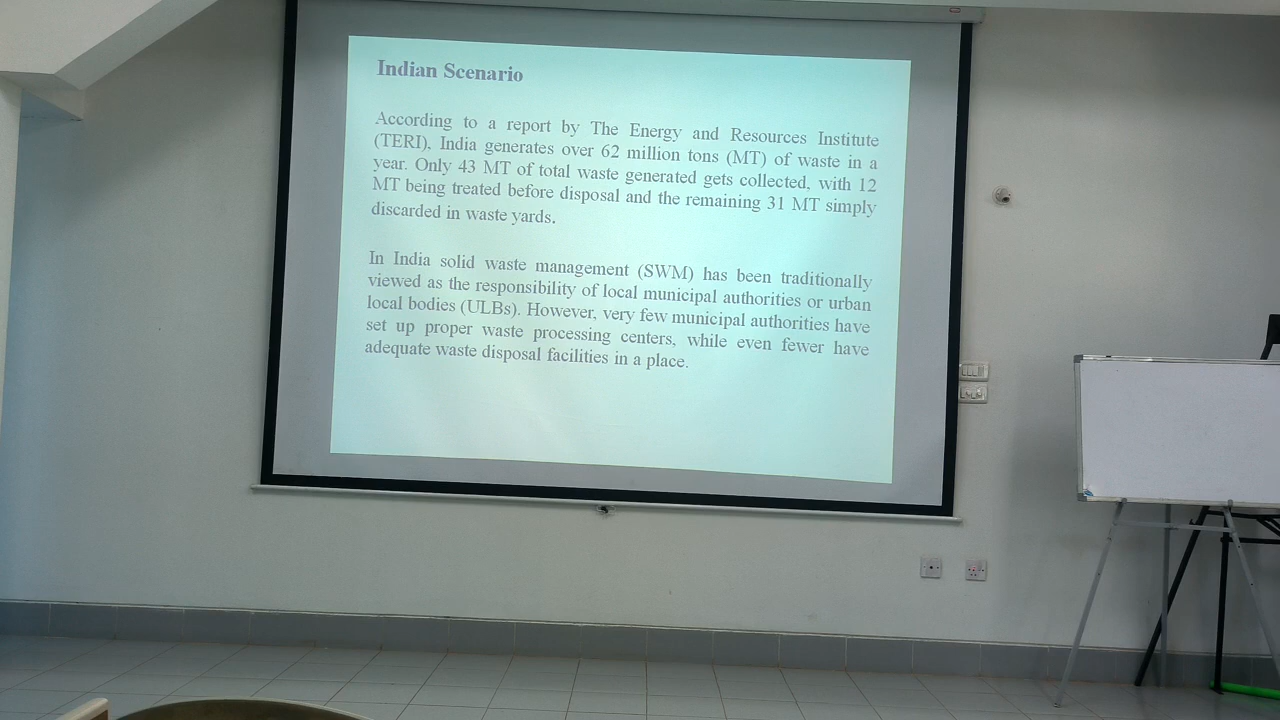 Indian Scenario
According to a report by The Energy and Resources Institute
(TERI), India generates over 62 million tons (MT) of waste in a
year. Only 43 MT of total waste generated gets collected, with 12
MT being treated before disposal and the remaining 31 MT simply
discarded in waste yards.
In India solid waste management (SWM) has been traditionally
viewed as the responsibility of local municipal authorities or urban
local bodies (ULBs). However, very few municipal authorities have
set up proper waste processing centers, while even fewer have
adequate waste disposal facilities in a place.